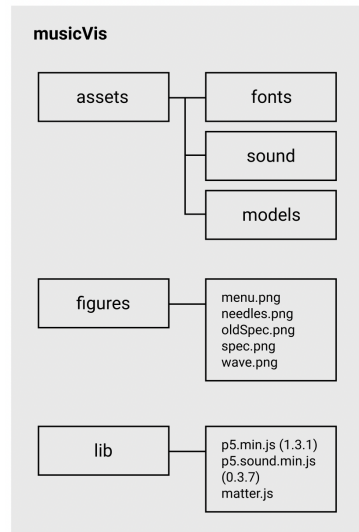 musicVis
assets
fonts
sound
models
figures
menu.png
needles.png
oldSpec.png
spec.png
wave.png
lib
p5.min.js (1.3.1)
p5.sound.min.js
(0.3.7)
matter.js